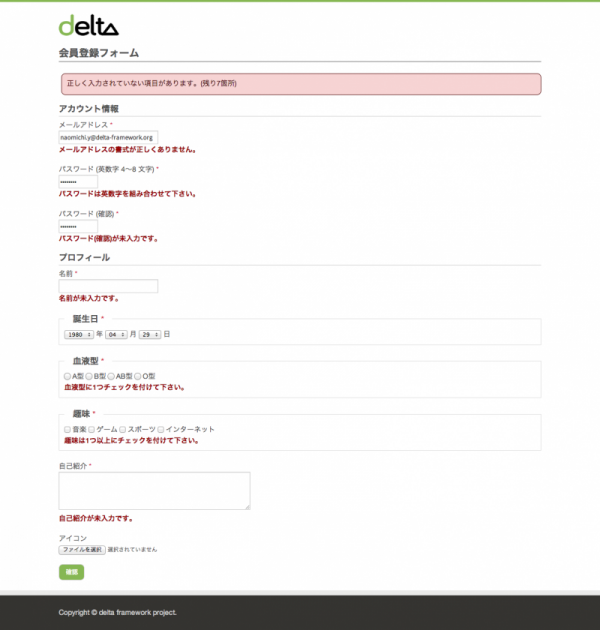 delta
会員登録フォーム
正しく入力されていない項目があります。(残り7箇所)
アカウント情報
メールアドレス *
naomichi.y@delta-framework.org
メールアドレスの書式が正しくありません。
パスワード (英数字 4〜8 文字) *
••••••••
パスワードは英数字を組み合わせて下さい。
パスワード (確認) *
••••••••
パスワード(確認)が未入力です。
プロフィール
名前 *
名前が未入力です。
誕生日 *
1980 年 04 月 29 日
血液型 *
A型 B型 AB型 O型
血液型に1つチェックを付けて下さい。
趣味 *
音楽 ゲーム スポーツ インターネット
趣味は1つ以上にチェックを付けて下さい。
自己紹介 *
自己紹介が未入力です。
アイコン
ファイルを選択 選択されていません
確認
Copyright © delta framework project.